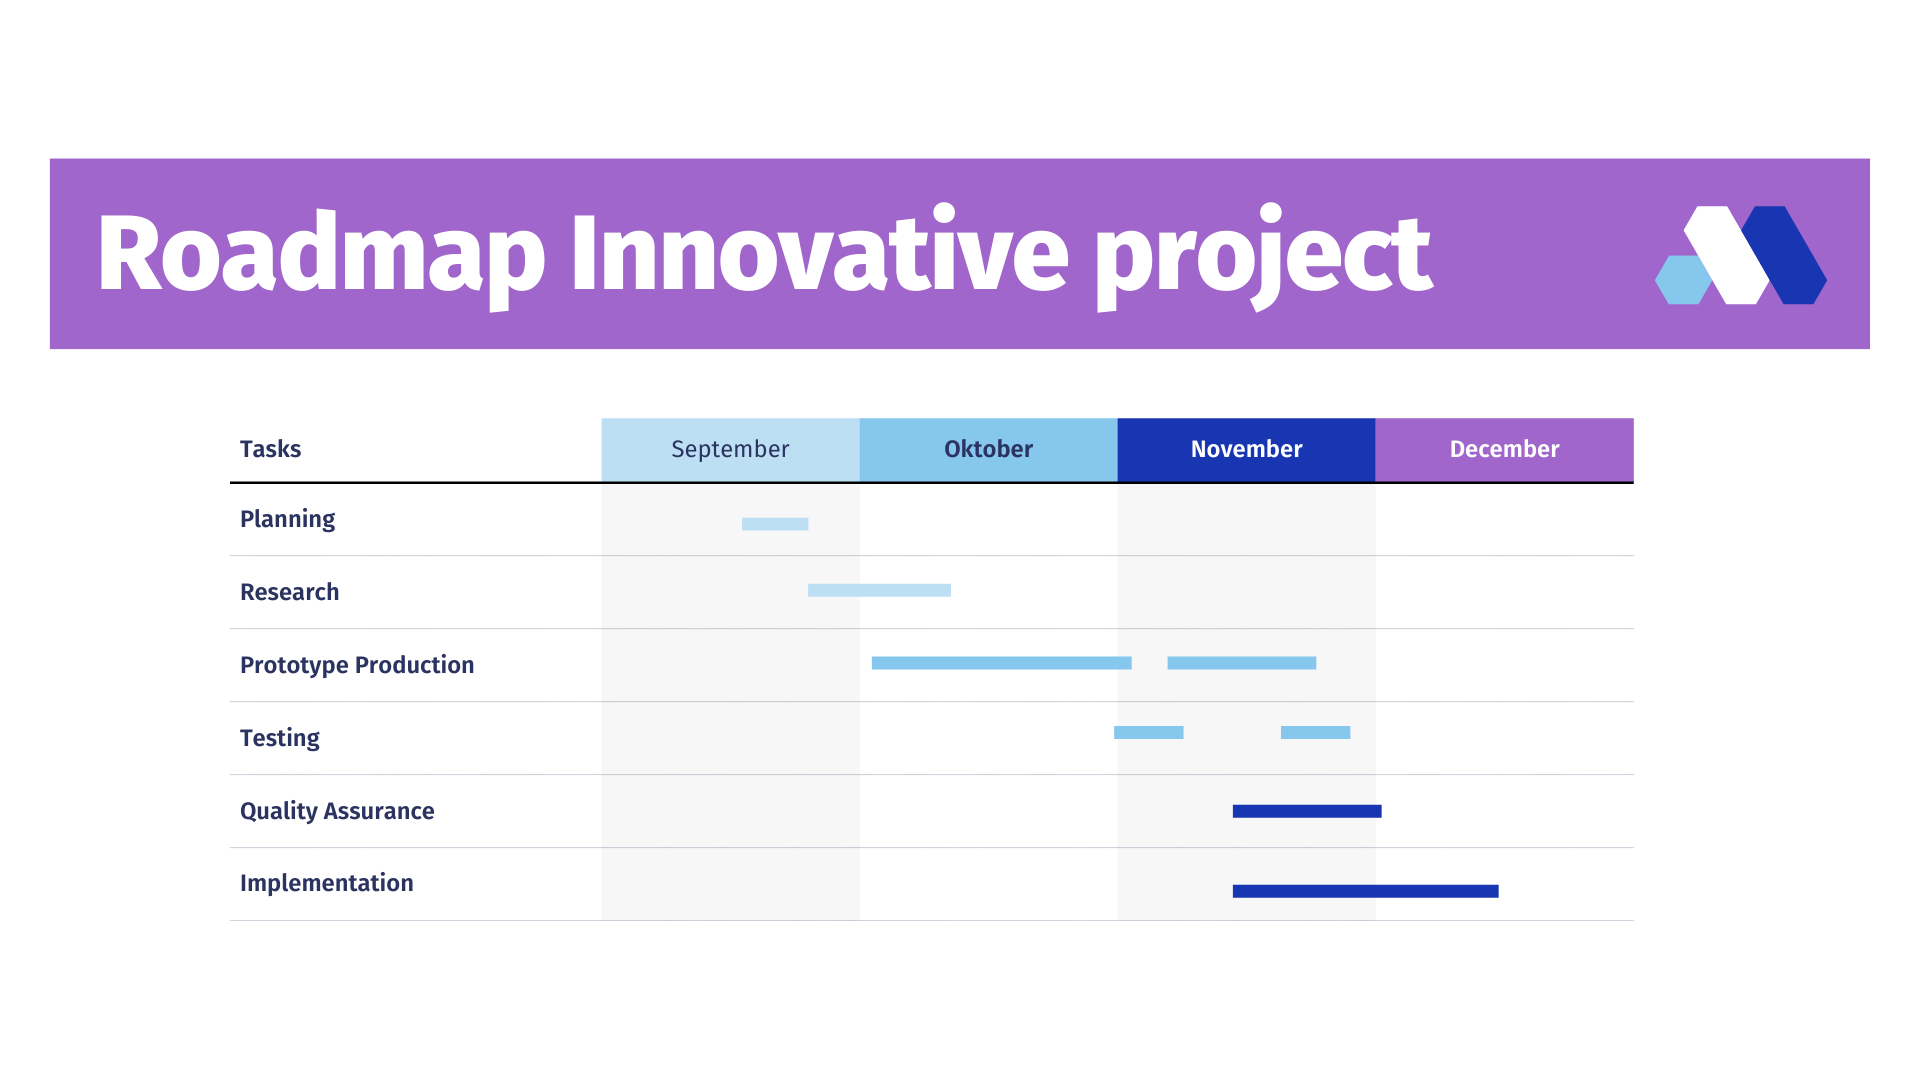 Roadmap Innovative project
Tasks September Oktober November December
Planning
Research
Prototype Production
Testing
Quality Assurance
Implementation